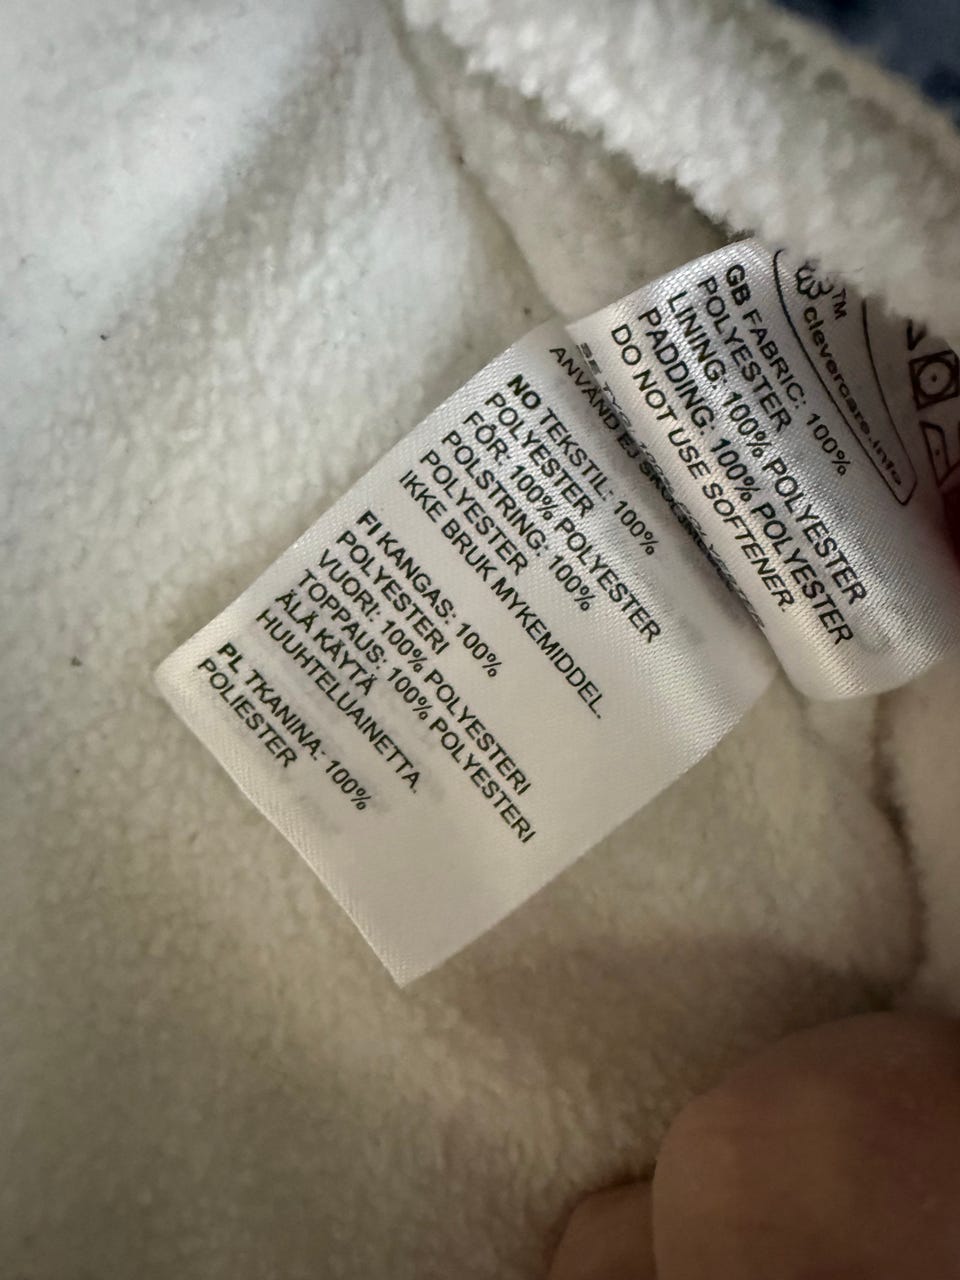 ™
clevercare.info
GB FABRIC: 100%
POLYESTER
LINING: 100% POLYESTER
PADDING: 100% POLYESTER
DO NOT USE SOFTENER.
ANVÄND EJ
NO TEKSTIL: 100%
POLYESTER
FÔR: 100% POLYESTER
POLSTRING: 100%
POLYESTER
IKKE BRUK MYKEMIDDEL.
FI KANGAS: 100%
POLYESTERI
VUORI: 100% POLYESTERI
TOPPAUS: 100% POLYESTERI
ÄLÄ KÄYTÄ
HUUHTELUAINETTA.
PL TKANINA: 100%
POLIESTER